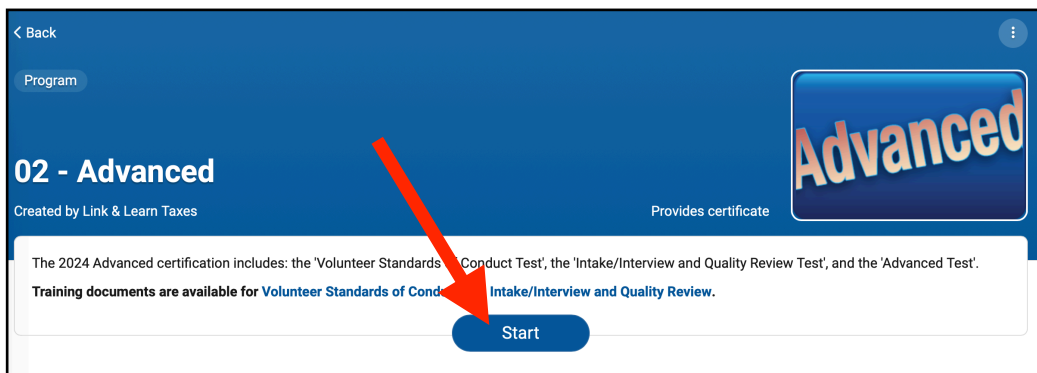 Back
Program
Advanced
02 - Advanced
Created by Link & Learn Taxes
Provides certificate
The 2024 Advanced certification includes: the 'Volunteer Standards of Conduct Test', the 'Intake/Interview and Quality Review Test', and the 'Advanced Test'.
Training documents are available for Volunteer Standards of Conduct Intake/Interview and Quality Review.
Start